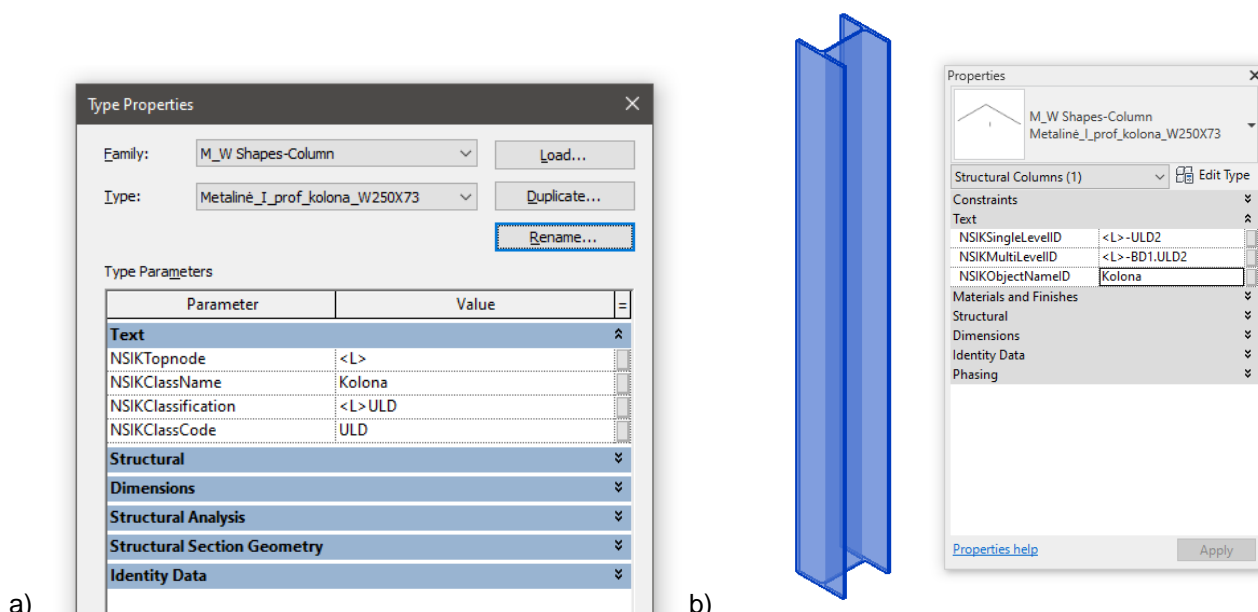 Type Properties
Family:
M_W Shapes-Column
Load...
Type:
Metalinė_I_prof_kolona_W250X73
Duplicate...
Rename...
Type Parameters
Parameter Value =
Text
NSIKTopnode <L>
NSIKClassName Kolona
NSIKClassification <L>ULD
NSIKClassCode ULD
Structural
Dimensions
Structural Analysis
Structural Section Geometry
Identity Data
a)
Properties
M_W Shapes-Column
Metalinė_I_prof_kolona_W250X73
Structural Columns (1)
Edit Type
Constraints
Text
NSIKSingleLevelID <L>-ULD2
NSIKMultiLevelID <L>-BD1.ULD2
NSIKObjectNameID Kolona
Materials and Finishes
Structural
Dimensions
Identity Data
Phasing
Properties help
Apply
b)